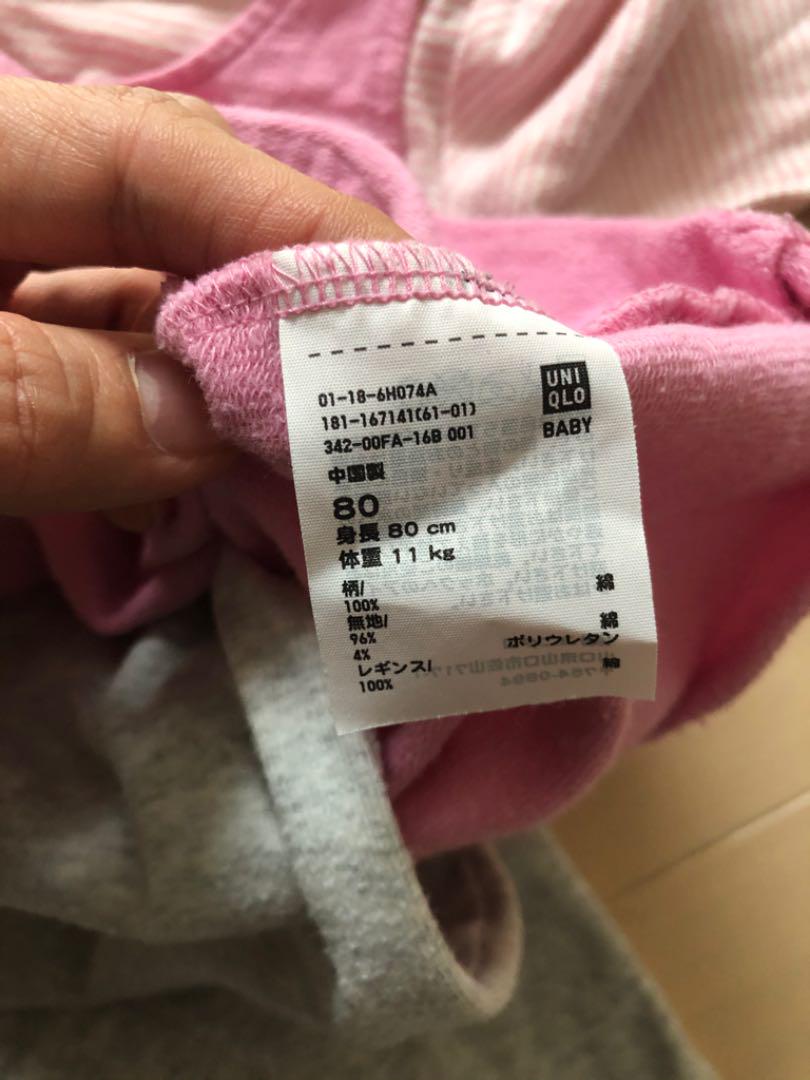 01-18-6H074A
181-167141(61-01)
342-00FA-16B 001
UNI
QLO
BABY
中国製
80
身長 80 cm
体重 11 kg
柄/ 綿
100%
無地/ 綿
96% ポリウレタン
4%
レギンス/ 綿
100%